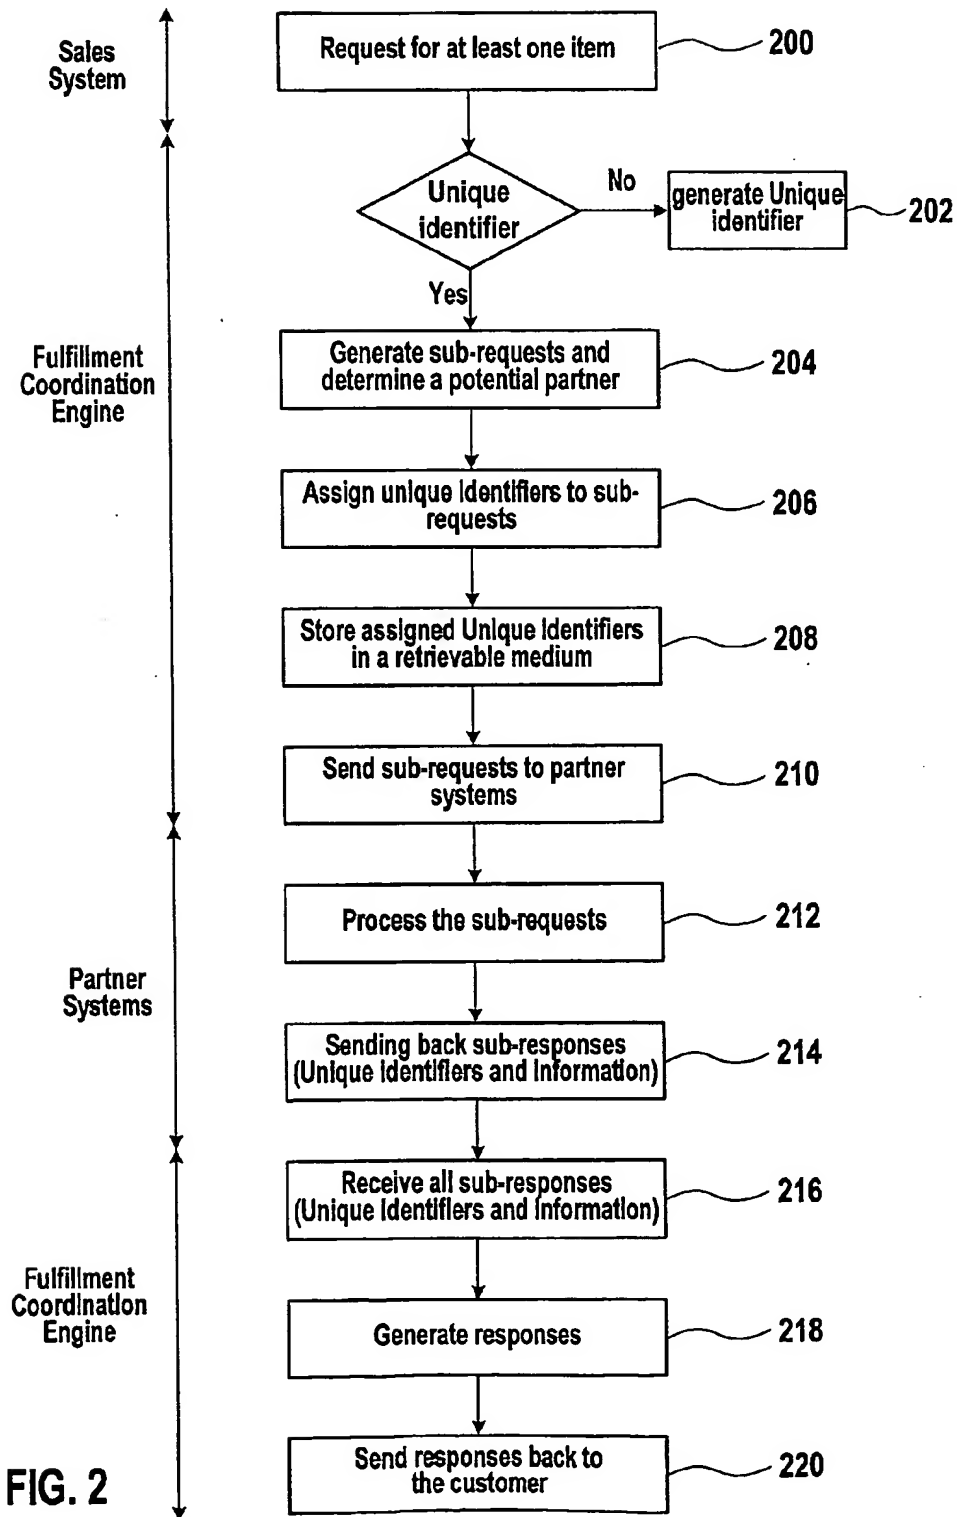 Sales
System
Request for at least one item
200
Unique
identifier
No
generate Unique
identifier
202
Yes
Fulfillment
Coordination
Engine
Generate sub-requests and
determine a potential partner
204
Assign unique identifiers to sub-
requests
206
Store assigned Unique Identifiers
in a retrievable medium
208
Send sub-requests to partner
systems
210
Process the sub-requests
212
Partner
Systems
Sending back sub-responses
(Unique Identifiers and Information)
214
Receive all sub-responses
(Unique Identifiers and Information)
216
Fulfillment
Coordination
Engine
Generate responses
218
Send responses back to
the customer
220
FIG. 2